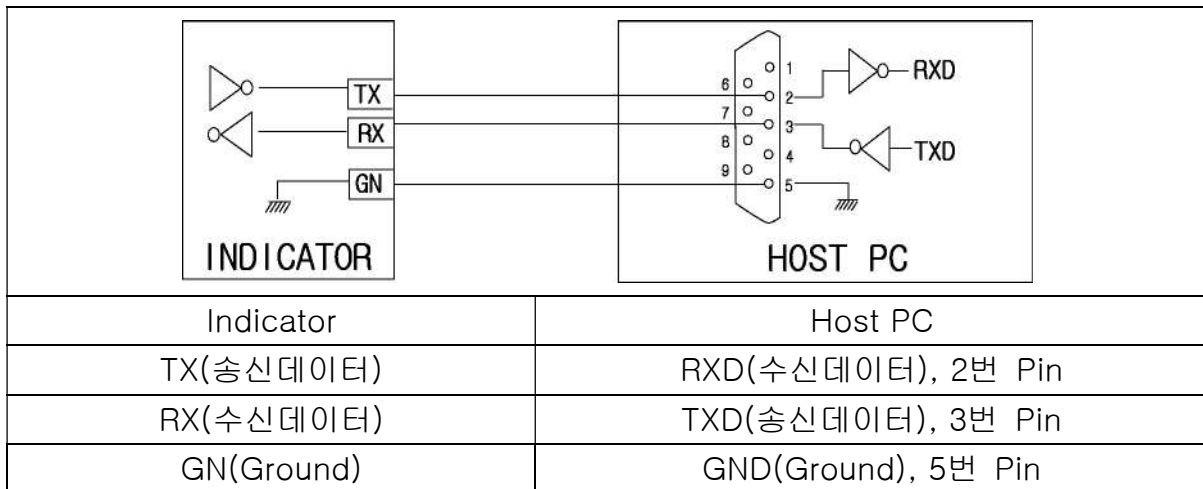 TX
RX
GN
INDICATOR
1
6
2
7
3
8
4
9
5
RXD
TXD
HOST PC
Indicator Host PC
TX(송신데이터) RXD(수신데이터), 2번 Pin
RX(수신데이터) TXD(송신데이터), 3번 Pin
GN(Ground) GND(Ground), 5번 Pin